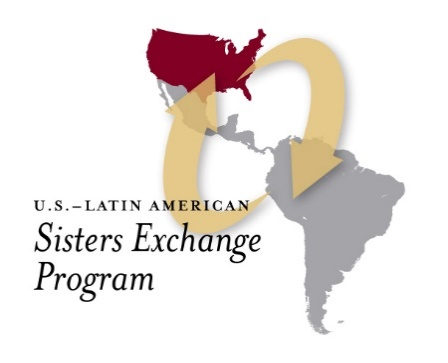 U.S.–LATIN AMERICAN
Sisters Exchange
Program